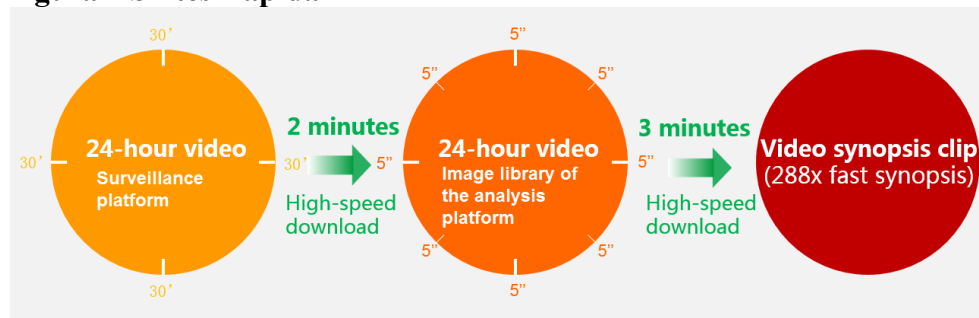 30'
30'
24-hour video
Surveillance
platform
30'
30'
2 minutes
High-speed
download
5"
5"
5"
5"
24-hour video
Image library of
the analysis
platform
5"
5"
5"
5"
3 minutes
High-speed
download
Video synopsis clip
(288x fast synopsis)